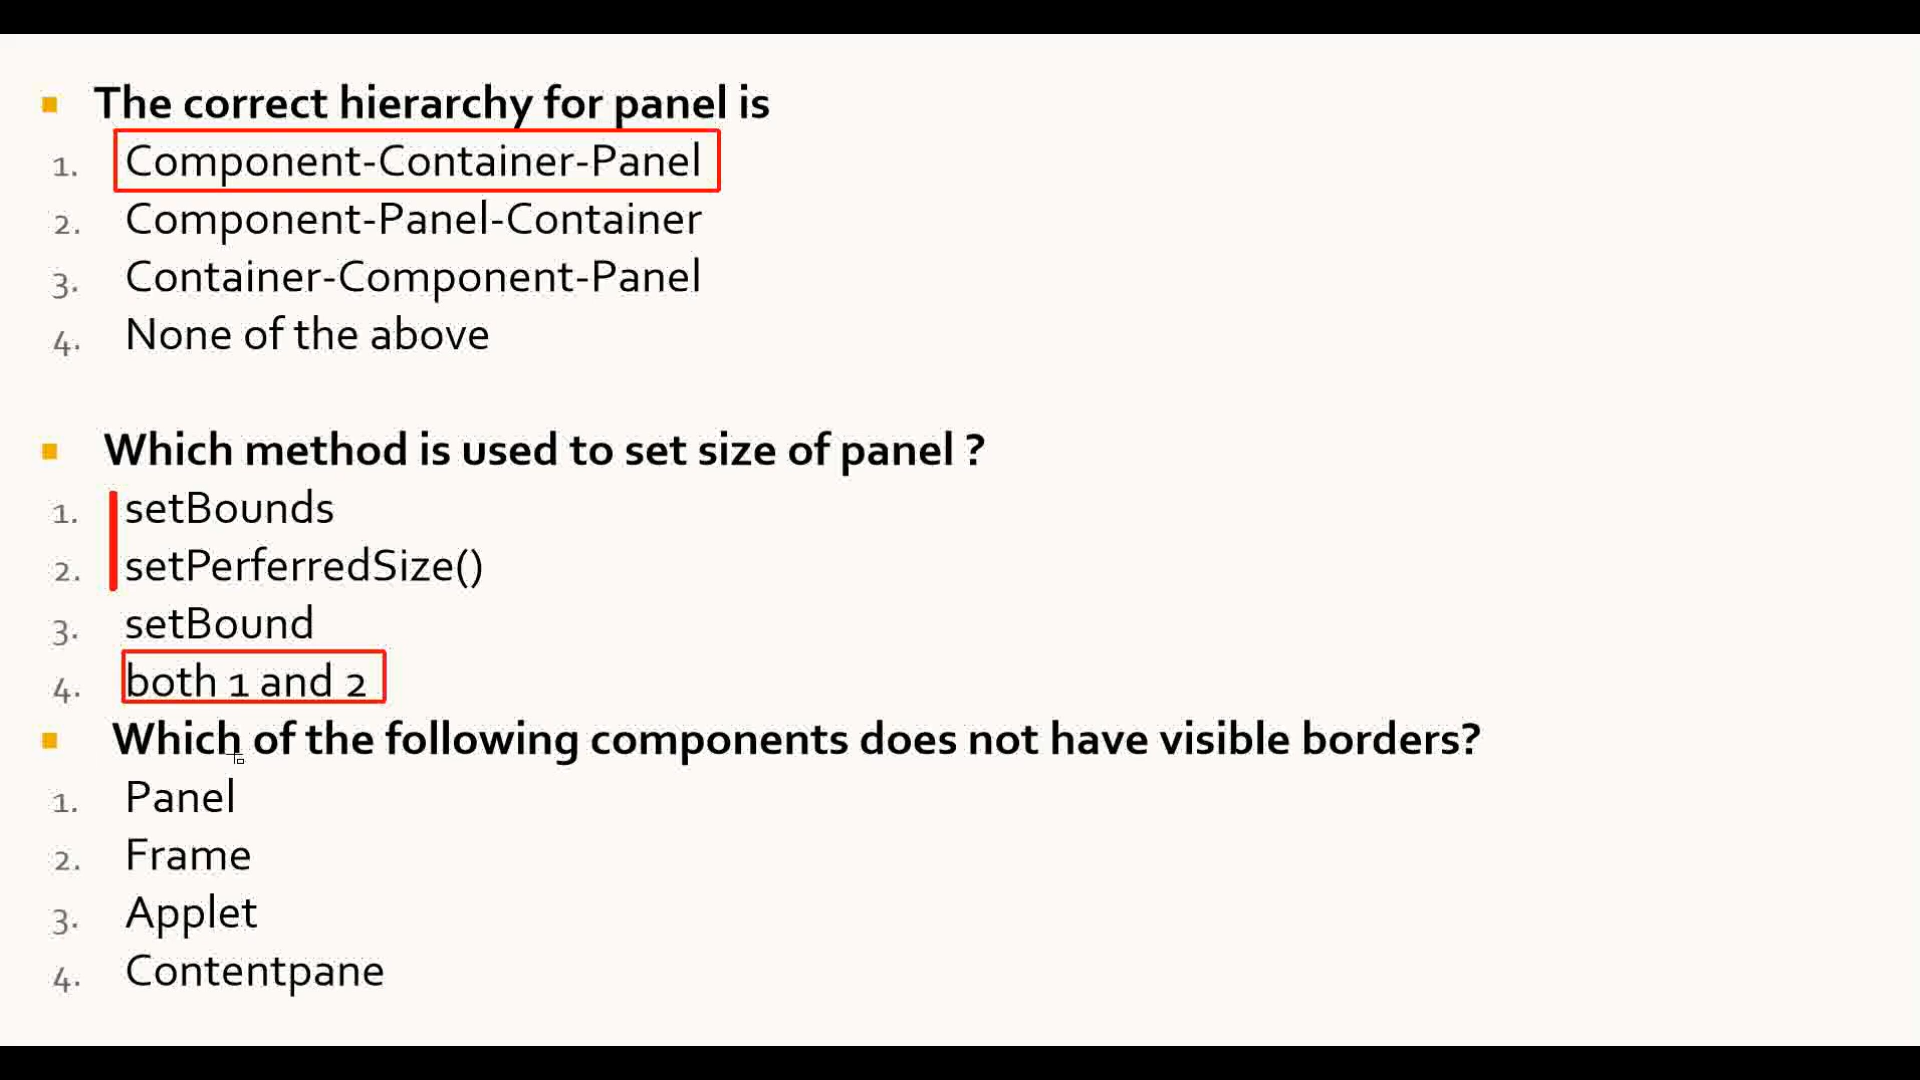 The correct hierarchy for panel is
1. Component-Container-Panel
2. Component-Panel-Container
3. Container-Component-Panel
4. None of the above
Which method is used to set size of panel ?
1. setBounds
2. setPerferredSize()
3. setBound
4. both 1 and 2
Which of the following components does not have visible borders?
1. Panel
2. Frame
3. Applet
4. Contentpane